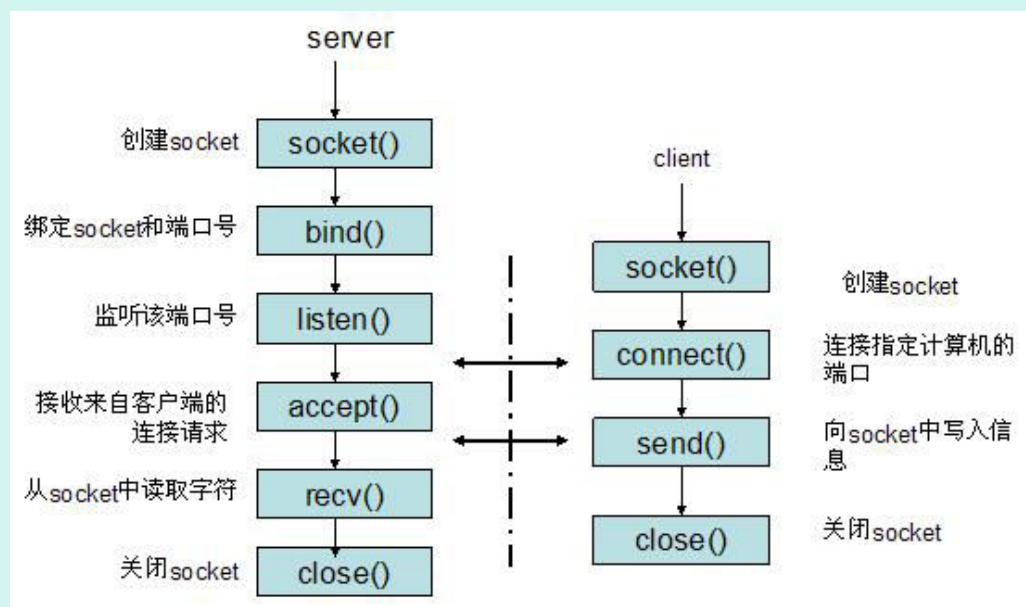 server
创建socket
socket()
绑定socket和端口号
bind()
监听该端口号
listen()
接收来自客户端的
连接请求
accept()
从socket中读取字符
recv()
关闭socket
close()
client
socket()
创建socket
connect()
连接指定计算机的
端口
send()
向socket中写入信
息
close()
关闭socket